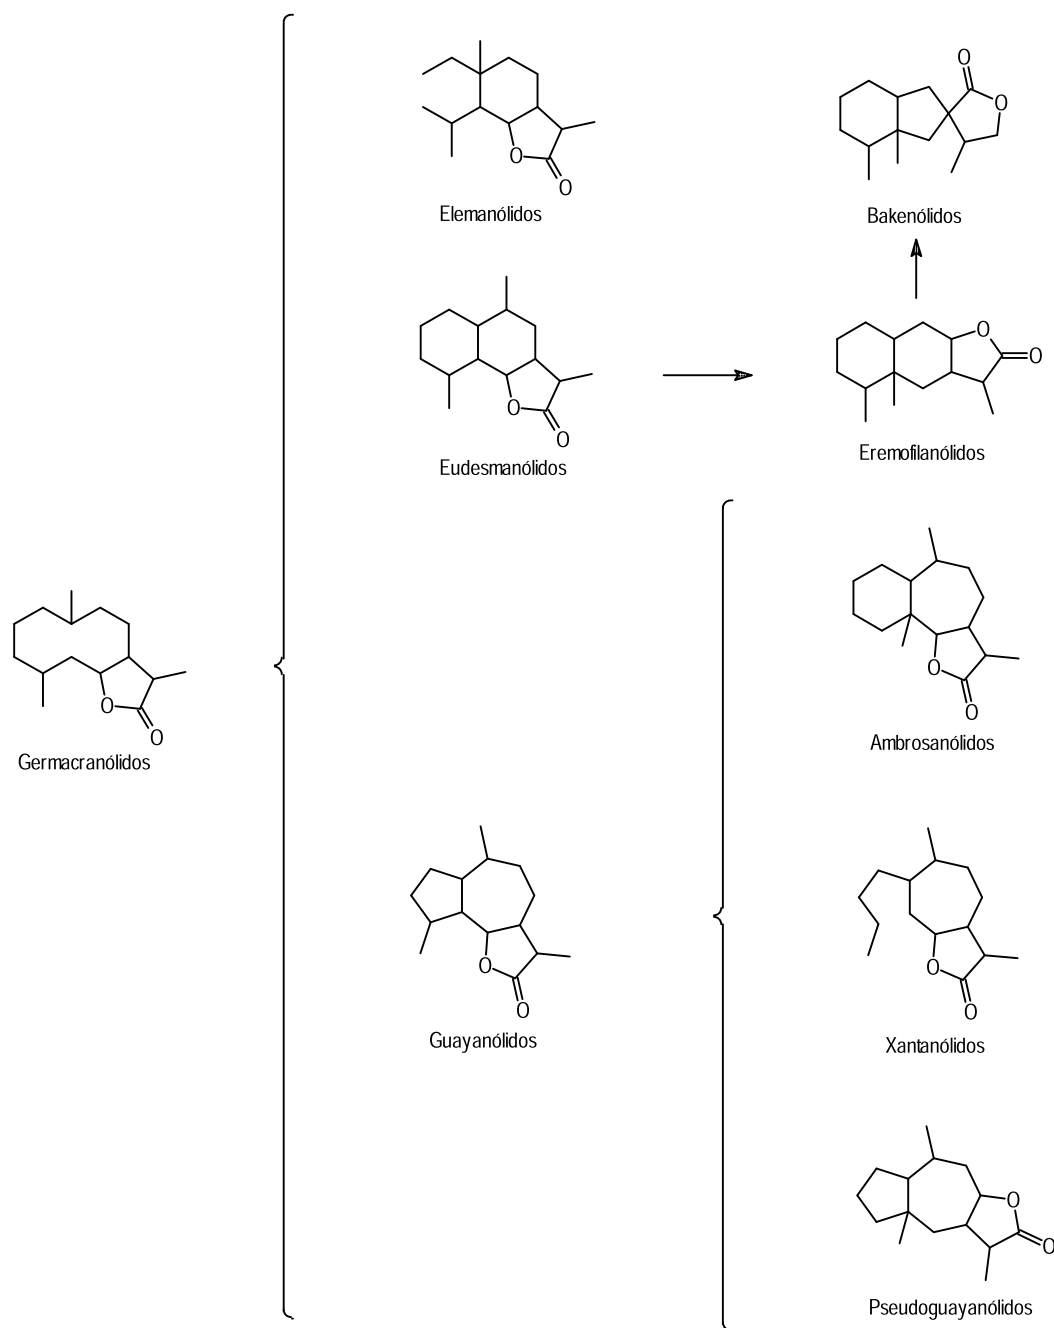 O
O
Elemanólidos
O
O
Bakenólidos
O
O
Eudesmanólidos
O
O
Eremofilanólidos
O
O
Germacranólidos
O
O
Ambrosanólidos
O
O
Guayanólidos
O
O
Xantanólidos
O
O
Pseudoguayanólidos